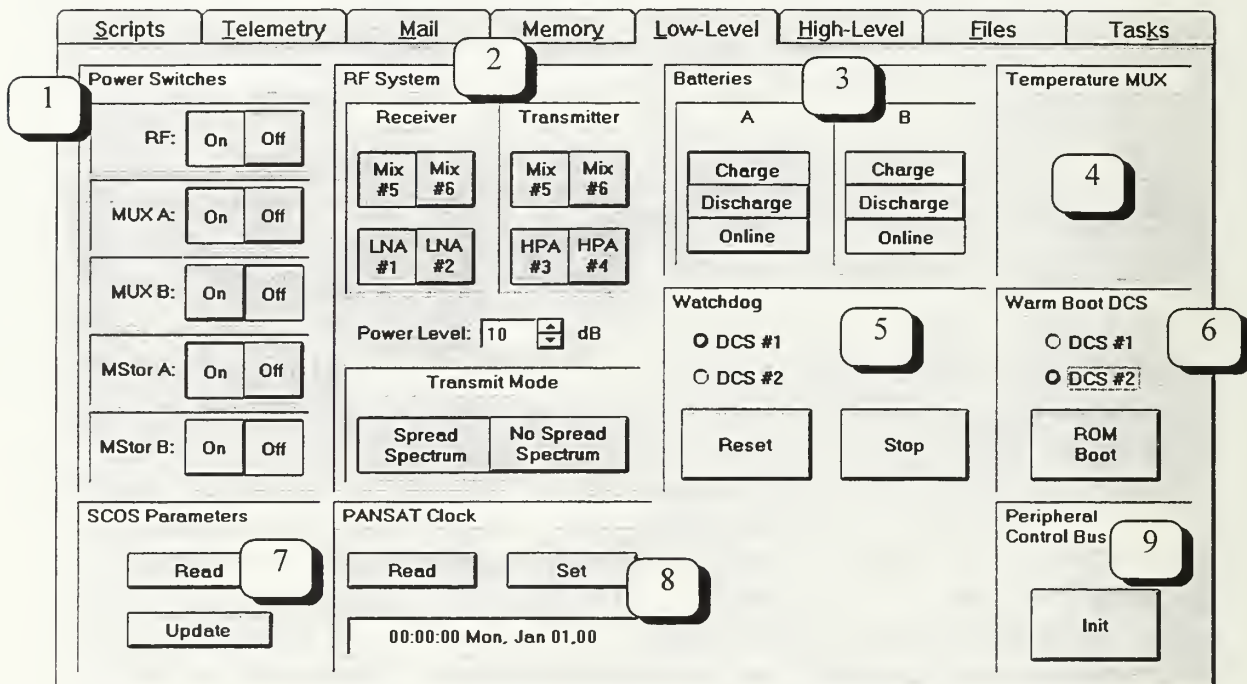 Scripts Telemetry Mail Memory Low-Level High-Level Files Tasks
1
Power Switches
RF: On Off
MUX A: On Off
MUX B: On Off
MStor A: On Off
MStor B: On Off
2
RF System
Receiver
Mix #5
Mix #6
LNA #1
LNA #2
Transmitter
Mix #5
Mix #6
HPA #3
HPA #4
Power Level: 10 dB
Transmit Mode
Spread
Spectrum
No Spread
Spectrum
3
Batteries
A
Charge
Discharge
Online
B
Charge
Discharge
Online
Temperature MUX
4
Watchdog
5
DCS #1
DCS #2
Reset
Stop
Warm Boot DCS
6
DCS #1
DCS #2
ROM
Boot
SCOS Parameters
7
Read
Update
PANSAT Clock
Read
Set
8
00:00:00 Mon, Jan 01,00
Peripheral
Control Bus
9
Init